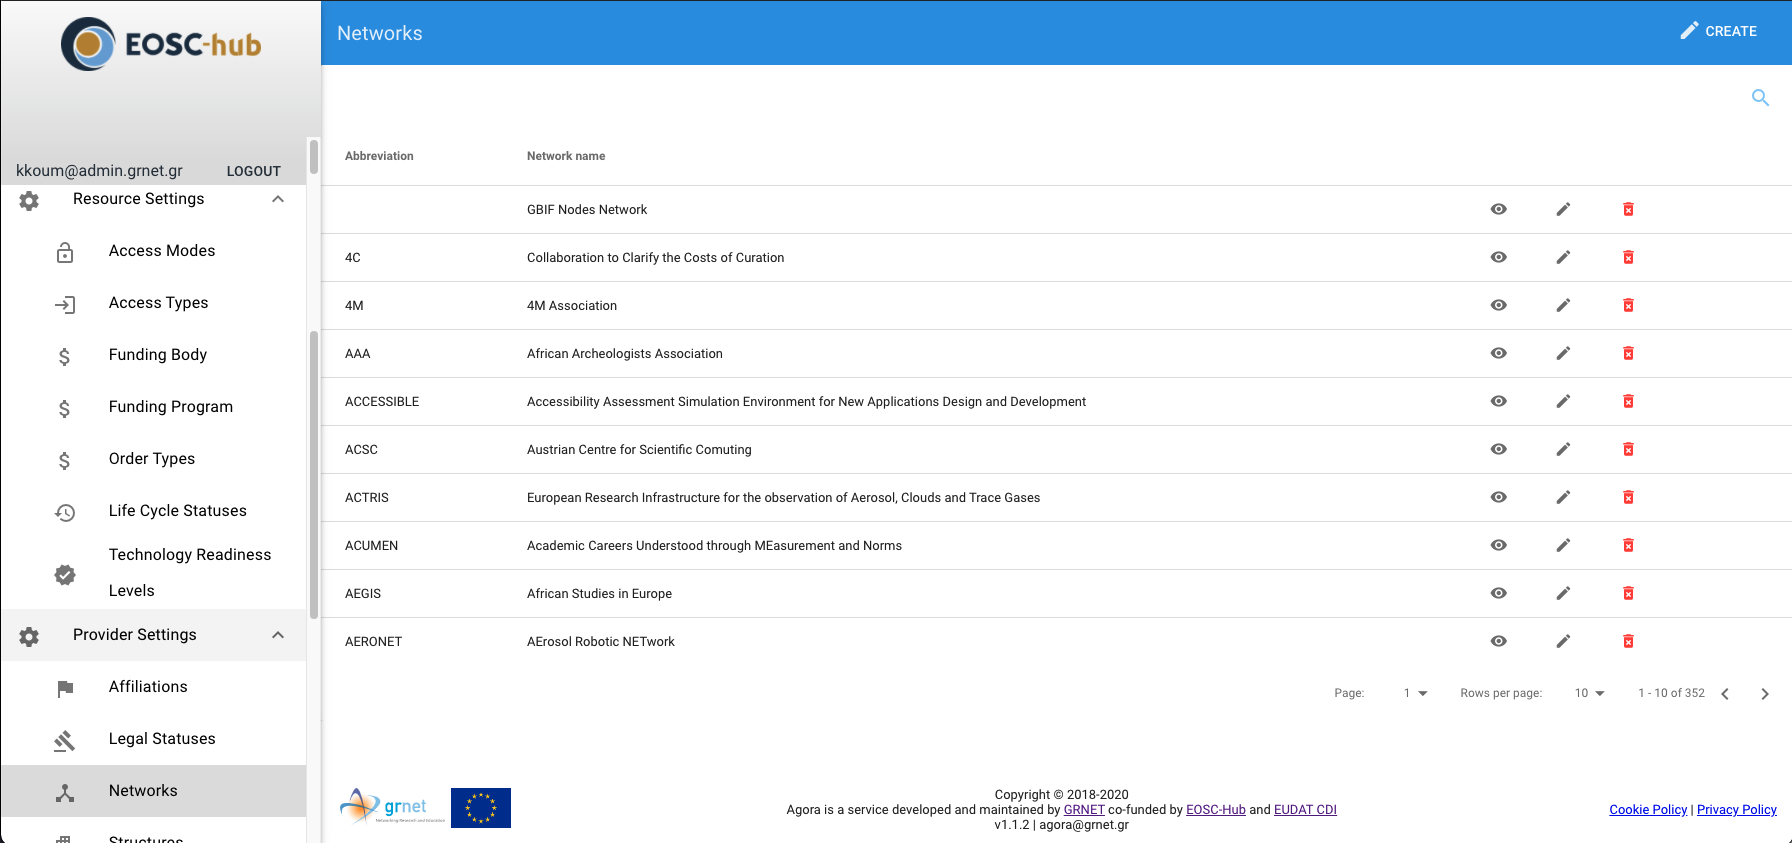 EOSC-hub
kkoum@admin.grnet.gr LOGOUT
Resource Settings
Access Modes
Access Types
Funding Body
Funding Program
Order Types
Life Cycle Statuses
Technology Readiness
Levels
Provider Settings
Affiliations
Legal Statuses
Networks
Structures
Networks CREATE
Abbreviation Network name
GBIF Nodes Network
4C Collaboration to Clarify the Costs of Curation
4M 4M Association
AAA African Archeologists Association
ACCESSIBLE Accessibility Assessment Simulation Environment for New Applications Design and Development
ACSC Austrian Centre for Scientific Comuting
ACTRIS European Research Infrastructure for the observation of Aerosol, Clouds and Trace Gases
ACUMEN Academic Careers Understood through MEasurement and Norms
AEGIS African Studies in Europe
AERONET AErosol Robotic NETwork
Page: 1 Rows per page: 10 1 - 10 of 352
grnet
Networking Research and Education
Copyright © 2018-2020
Agora is a service developed and maintained by GRNET co-funded by EOSC-Hub and EUDAT CDI
v1.1.2 | agora@grnet.gr
Cookie Policy | Privacy Policy